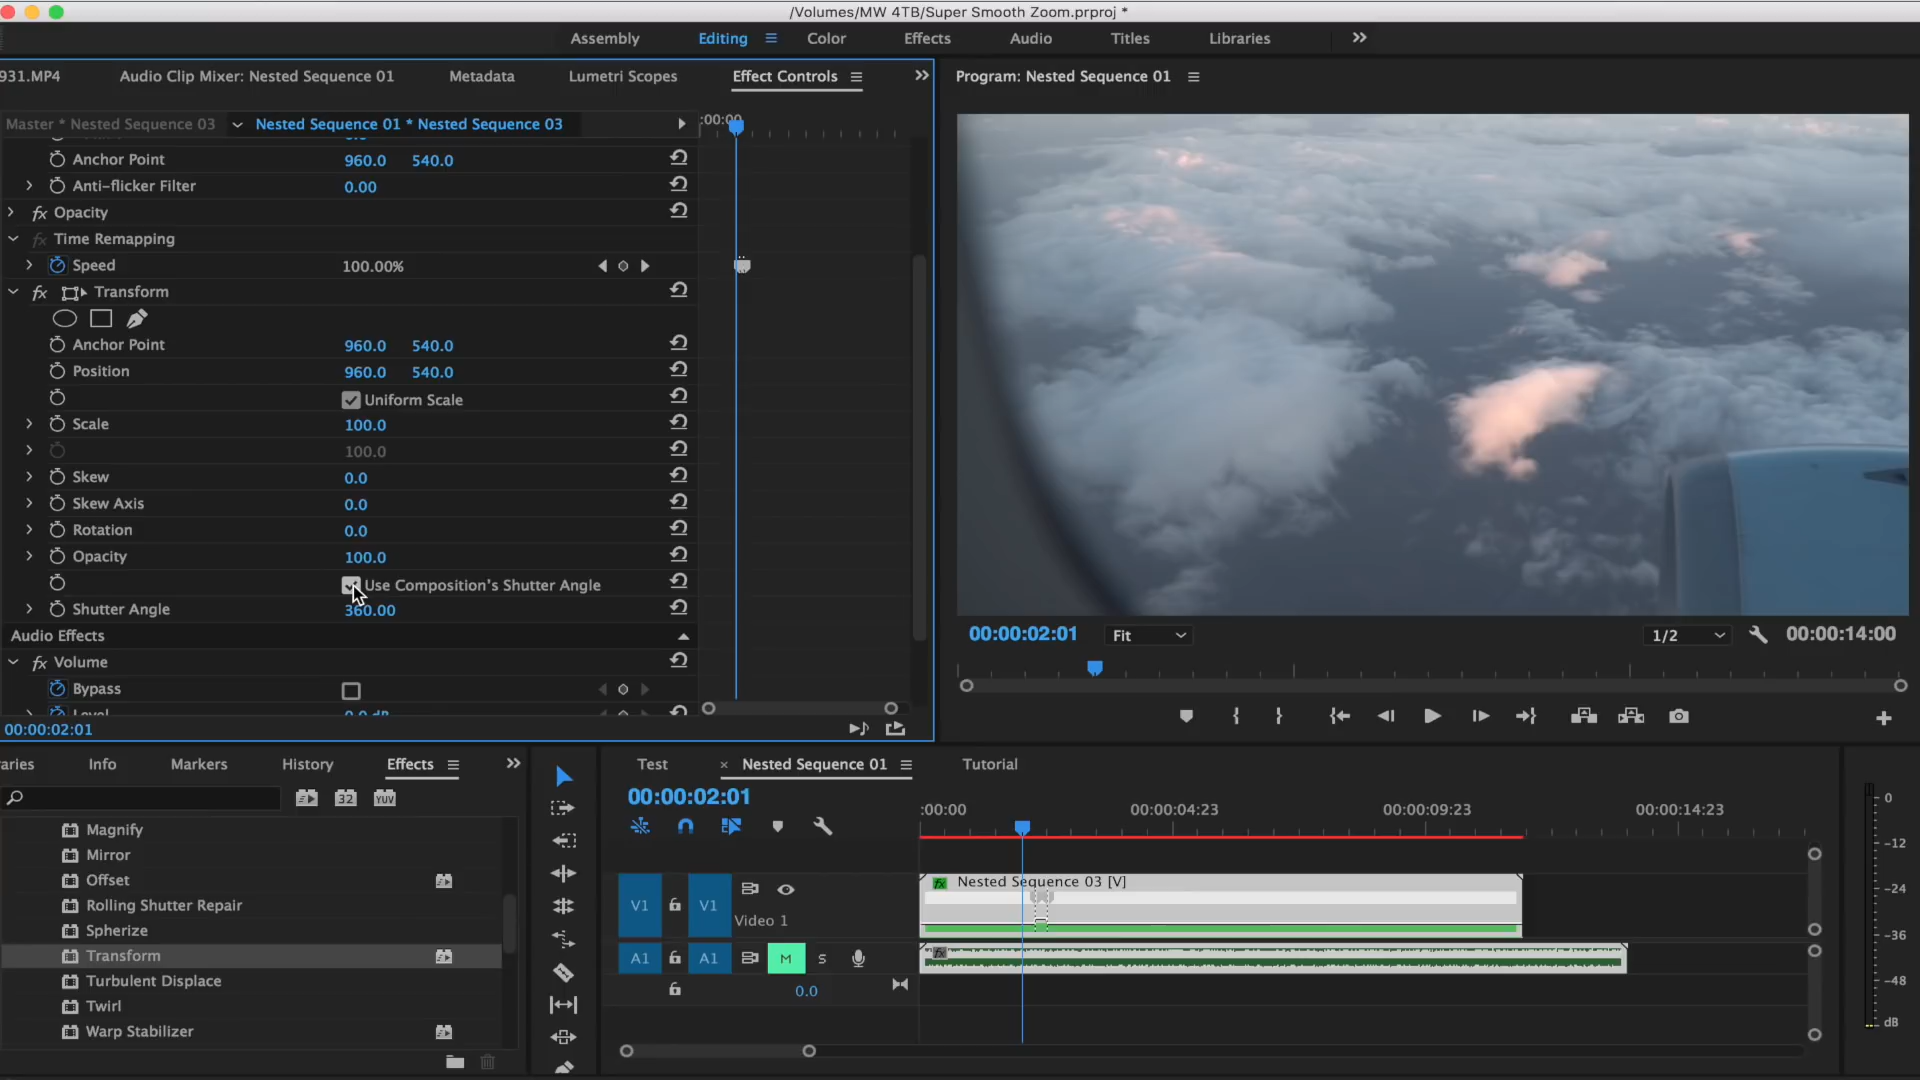 /Volumes/MW 4TB/Super Smooth Zoom.prproj *
Assembly Editing Color Effects Audio Titles Libraries
931.MP4 Audio Clip Mixer: Nested Sequence 01 Metadata Lumetri Scopes Effect Controls
Program: Nested Sequence 01
Master * Nested Sequence 03 Nested Sequence 01 * Nested Sequence 03 :00:00
Anchor Point 960.0 540.0
Anti-flicker Filter 0.00
fx Opacity
fx Time Remapping
Speed 100.00%
fx Transform
Anchor Point 960.0 540.0
Position 960.0 540.0
Uniform Scale
Scale 100.0
100.0
Skew 0.0
Skew Axis 0.0
Rotation 0.0
Opacity 100.0
Use Composition's Shutter Angle
Shutter Angle 360.00
Audio Effects
fx Volume
Bypass
Level 0.0 dB
00:00:02:01
00:00:02:01 Fit 1/2 00:00:14:00
aries Info Markers History Effects
32 YUV
Magnify
Mirror
Offset
Rolling Shutter Repair
Spherize
Transform
Turbulent Displace
Twirl
Warp Stabilizer
Test × Nested Sequence 01 Tutorial
00:00:02:01
:00:00 00:00:04:23 00:00:09:23 00:00:14:23
fx Nested Sequence 03 [V]
V1 V1 Video 1
A1 A1 M S fx
0.0
0
-12
-24
-36
-48
dB